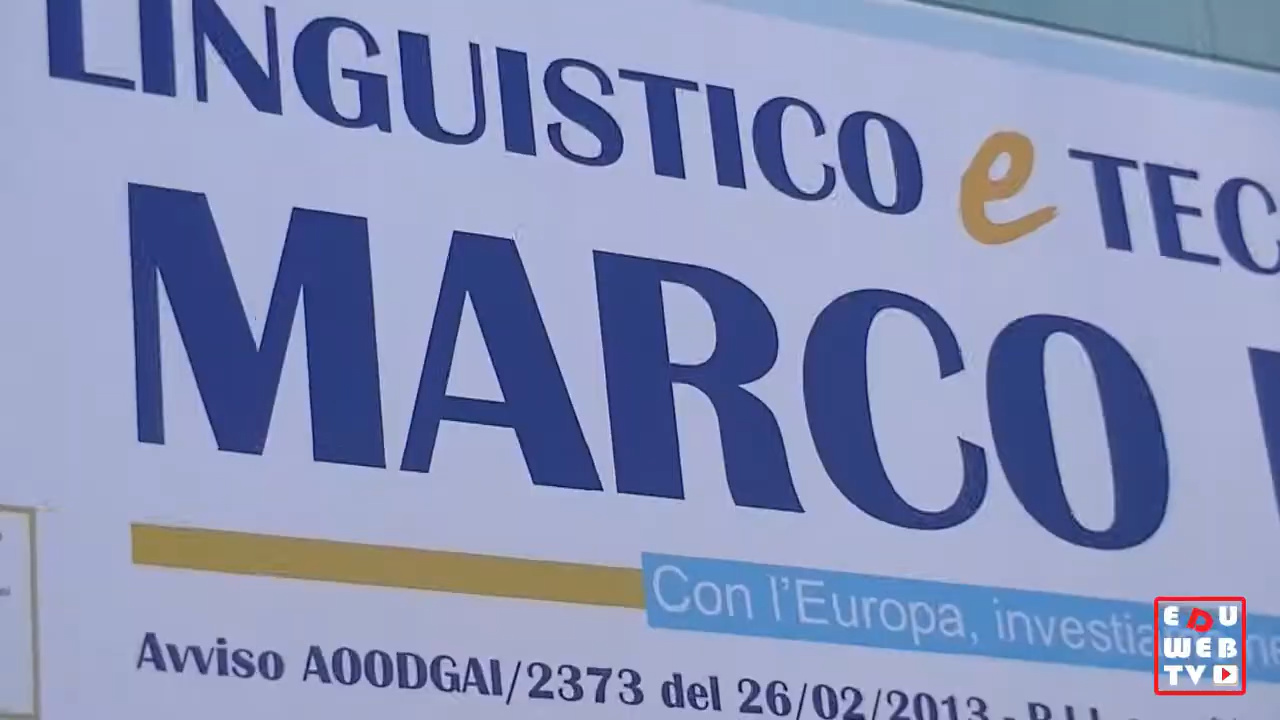 LINGUISTICO e TEC
MARCO
Con l'Europa, investia
Avviso AOODGAI/2373 del 26/02/2013 -
EDU
WEB
TV